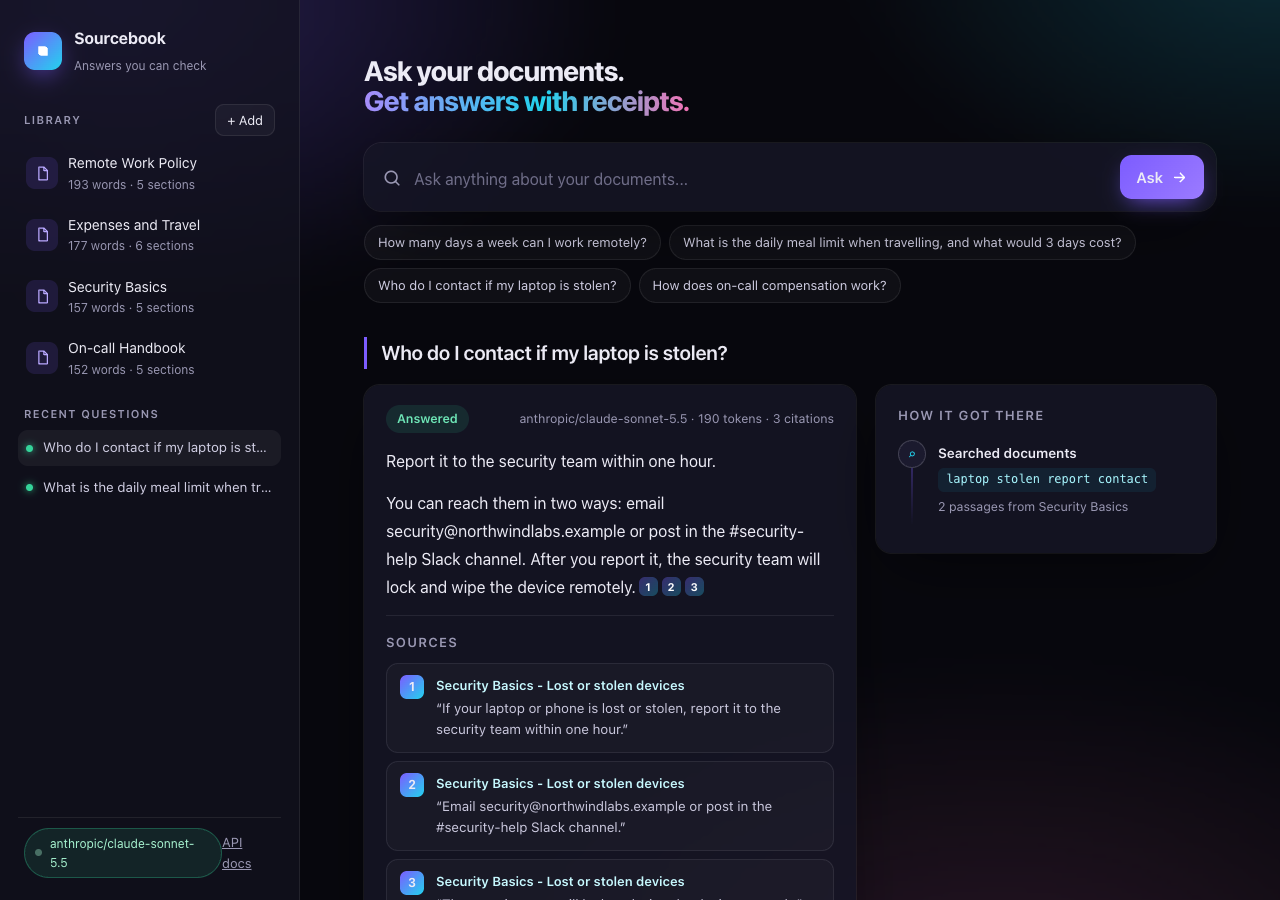 Sourcebook
Answers you can check
LIBRARY
+ Add
Remote Work Policy
193 words · 5 sections
Expenses and Travel
177 words · 6 sections
Security Basics
157 words · 5 sections
On-call Handbook
152 words · 5 sections
RECENT QUESTIONS
Who do I contact if my laptop is st...
What is the daily meal limit when tr...
anthropic/claude-sonnet-
5.5
API
docs
Ask your documents.
Get answers with receipts.
Ask anything about your documents...
Ask →
How many days a week can I work remotely?
What is the daily meal limit when travelling, and what would 3 days cost?
Who do I contact if my laptop is stolen?
How does on-call compensation work?
Who do I contact if my laptop is stolen?
Answered
anthropic/claude-sonnet-5.5 · 190 tokens · 3 citations
Report it to the security team within one hour.
You can reach them in two ways: email
security@northwindlabs.example or post in the #security-
help Slack channel. After you report it, the security team will
lock and wipe the device remotely. 1 2 3
SOURCES
1
Security Basics - Lost or stolen devices
“If your laptop or phone is lost or stolen, report it to the
security team within one hour.”
2
Security Basics - Lost or stolen devices
“Email security@northwindlabs.example or post in the
#security-help Slack channel.”
3
Security Basics - Lost or stolen devices
HOW IT GOT THERE
Searched documents
laptop stolen report contact
2 passages from Security Basics